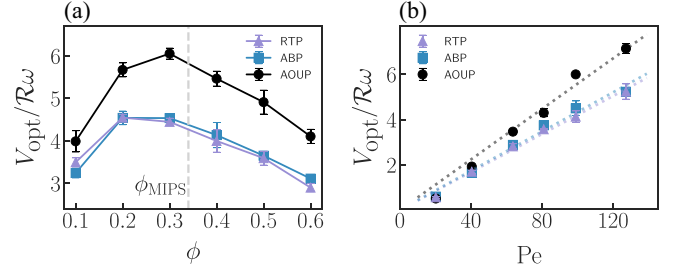 (a)
V_opt/ℛω
6
5
4
3
RTP
ABP
AOUP
ϕ_MIPS
0.1 0.2 0.3 0.4 0.5 0.6
ϕ
(b)
V_opt/ℛω
6
4
2
RTP
ABP
AOUP
0 40 80 120
Pe